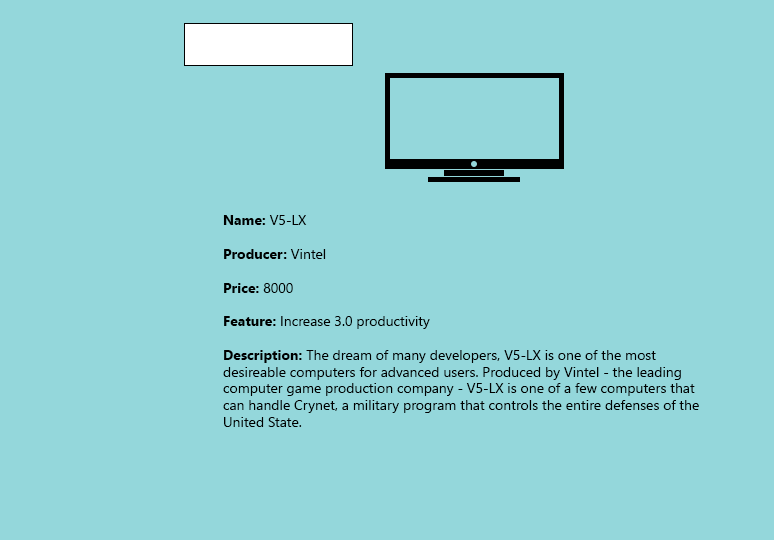 Name: V5-LX
Producer: Vintel
Price: 8000
Feature: Increase 3.0 productivity
Description: The dream of many developers, V5-LX is one of the most
desireable computers for advanced users. Produced by Vintel - the leading
computer game production company - V5-LX is one of a few computers that
can handle Crynet, a military program that controls the entire defenses of the
United State.